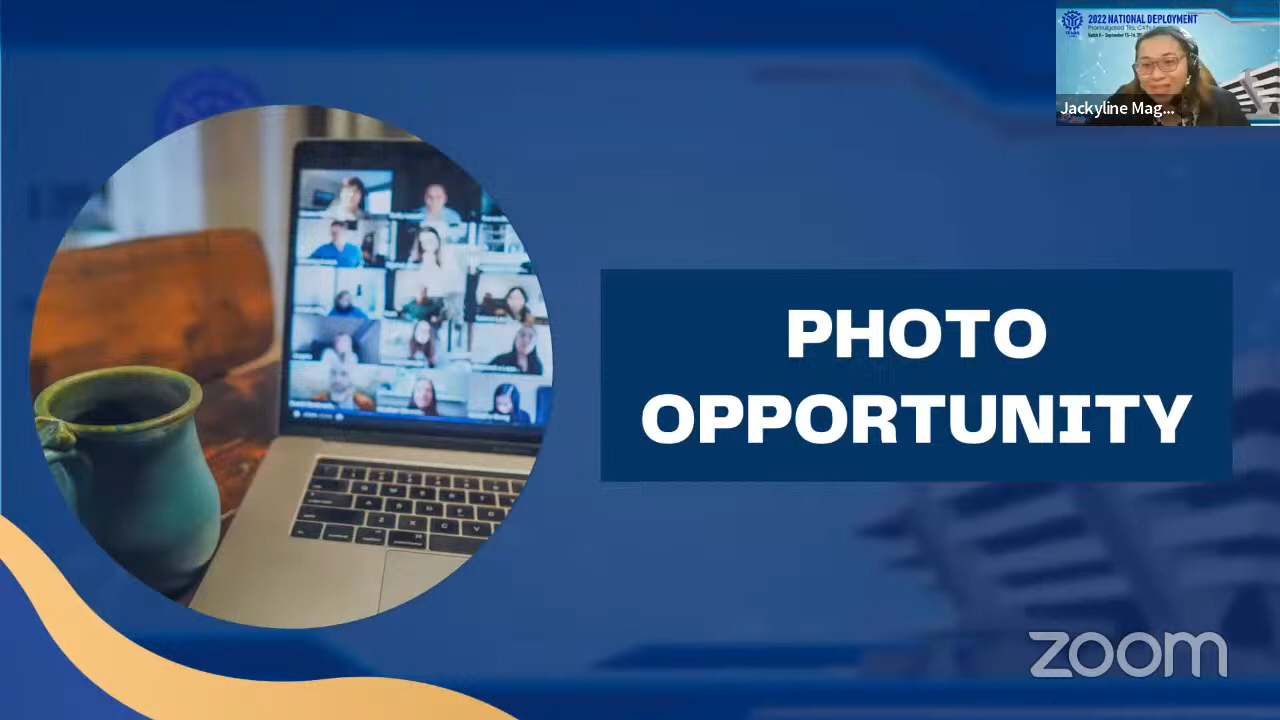 2022 NATIONAL DEPLOYMENT
Jackyline Mag...
PHOTO
OPPORTUNITY
zoom